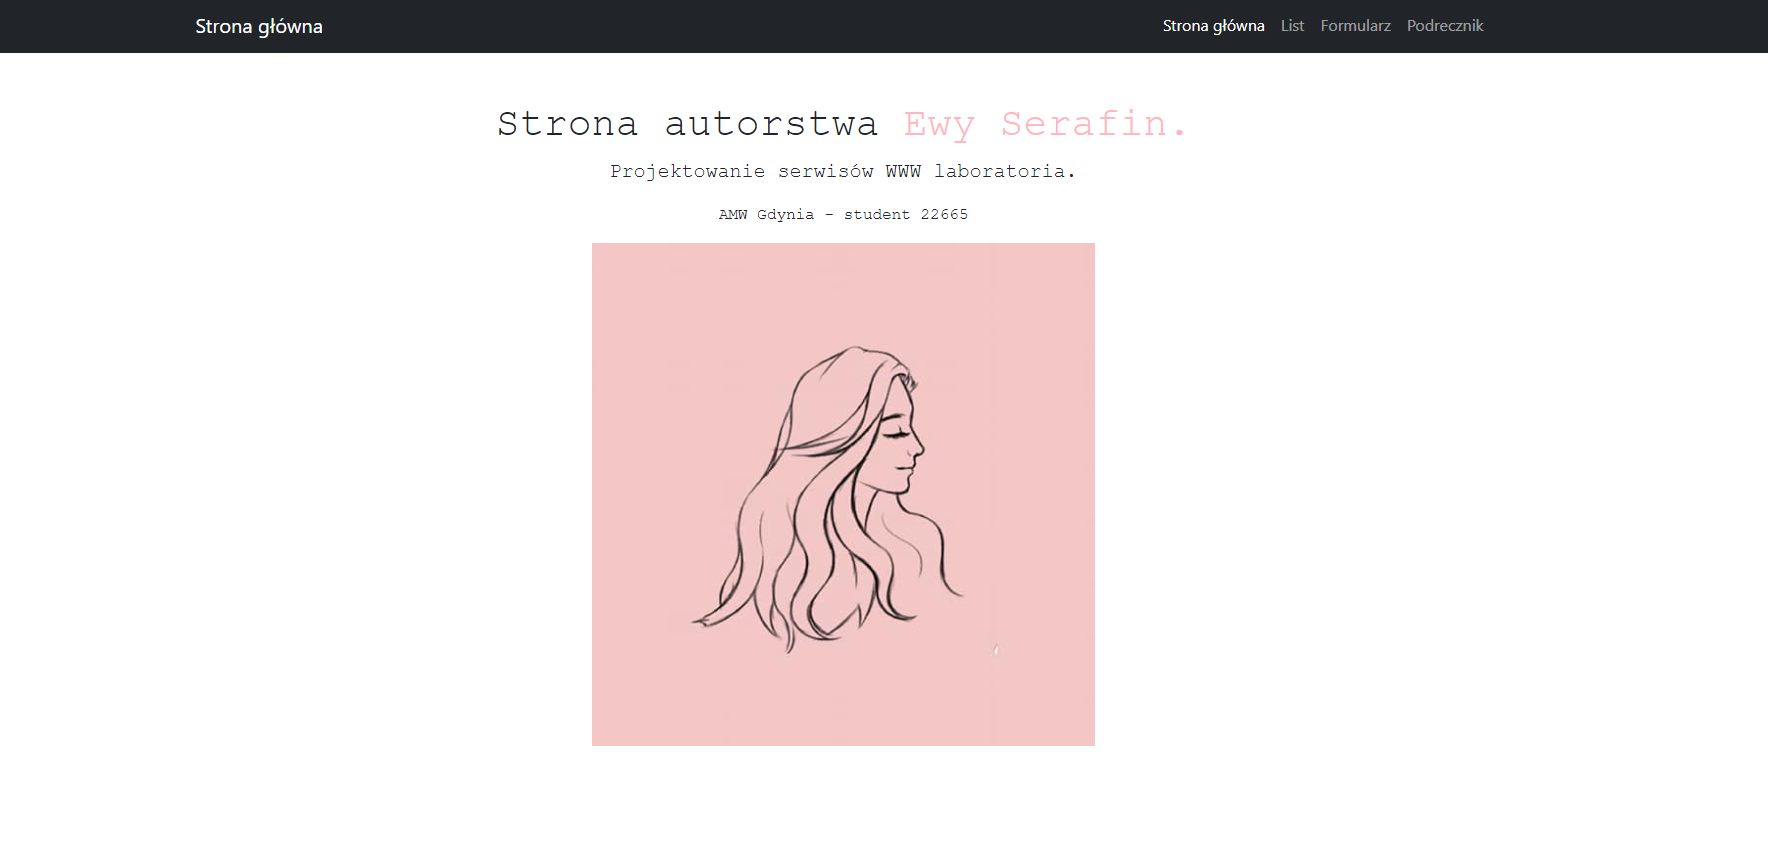 Strona główna
Strona główna List Formularz Podrecznik
Strona autorstwa Ewy Serafin.
Projektowanie serwisów WWW laboratoria.
AMW Gdynia - student 22665